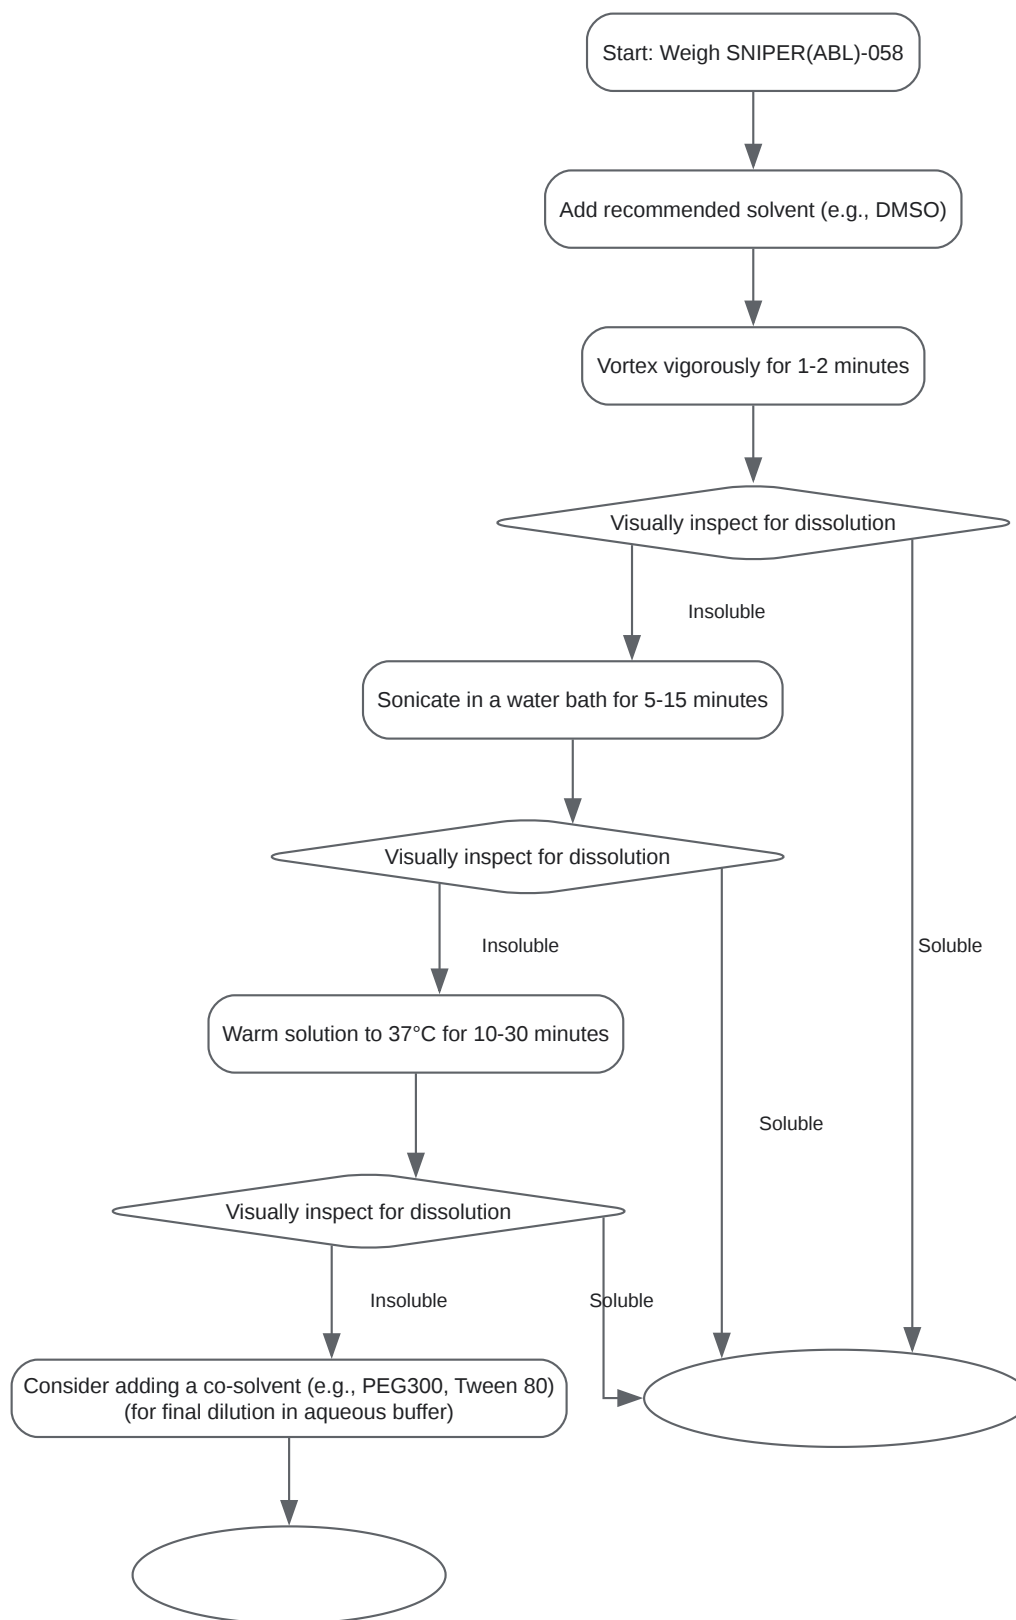 Start: Weigh SNIPER(ABL)-058
Add recommended solvent (e.g., DMSO)
Vortex vigorously for 1-2 minutes
Visually inspect for dissolution
Insoluble
Sonicate in a water bath for 5-15 minutes
Visually inspect for dissolution
Insoluble
Soluble
Warm solution to 37°C for 10-30 minutes
Soluble
Visually inspect for dissolution
Insoluble
Soluble
Consider adding a co-solvent (e.g., PEG300, Tween 80)
(for final dilution in aqueous buffer)